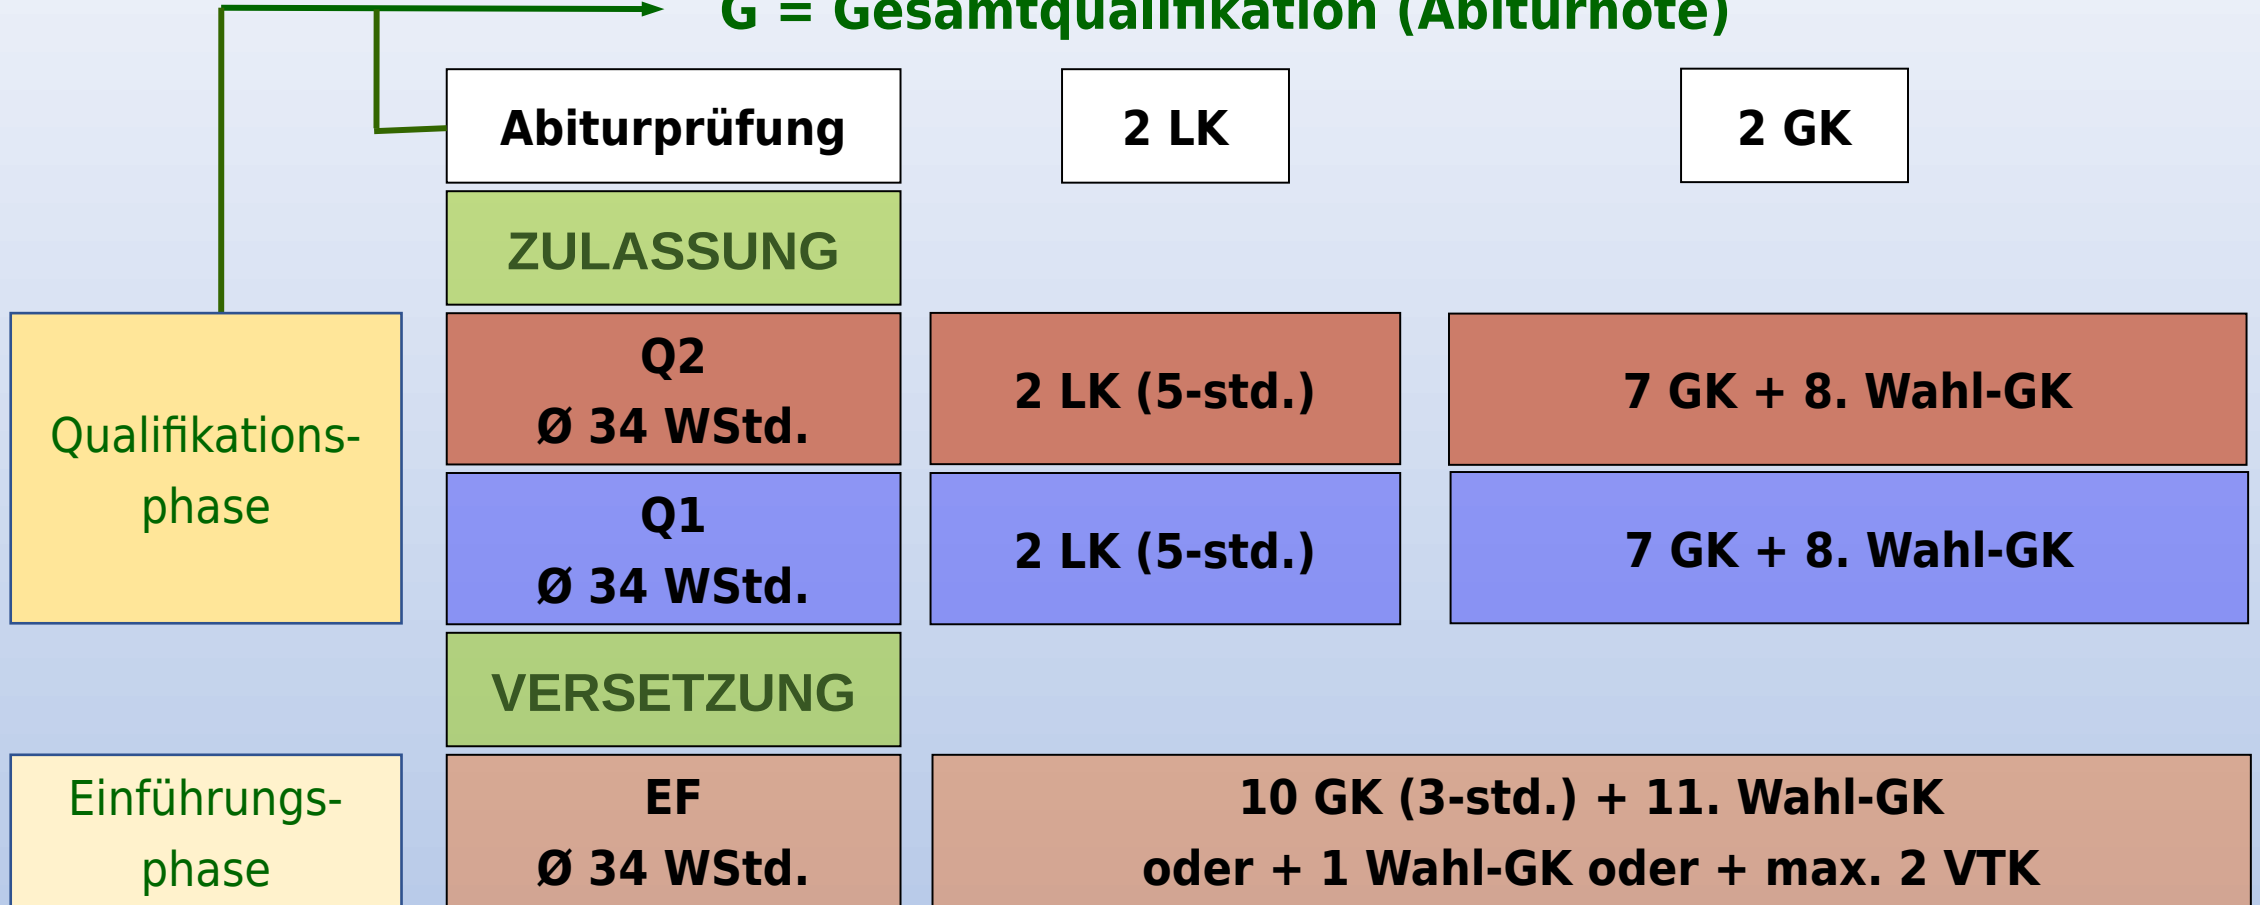 G = Gesamtqualifikation (Abiturnote)
Abiturprüfung
2 LK
2 GK
ZULASSUNG
Qualifikations-
phase
Q2
Ø 34 WStd.
2 LK (5-std.)
7 GK + 8. Wahl-GK
Q1
Ø 34 WStd.
2 LK (5-std.)
7 GK + 8. Wahl-GK
VERSETZUNG
Einführungs-
phase
EF
Ø 34 WStd.
10 GK (3-std.) + 11. Wahl-GK
oder + 1 Wahl-GK oder + max. 2 VTK